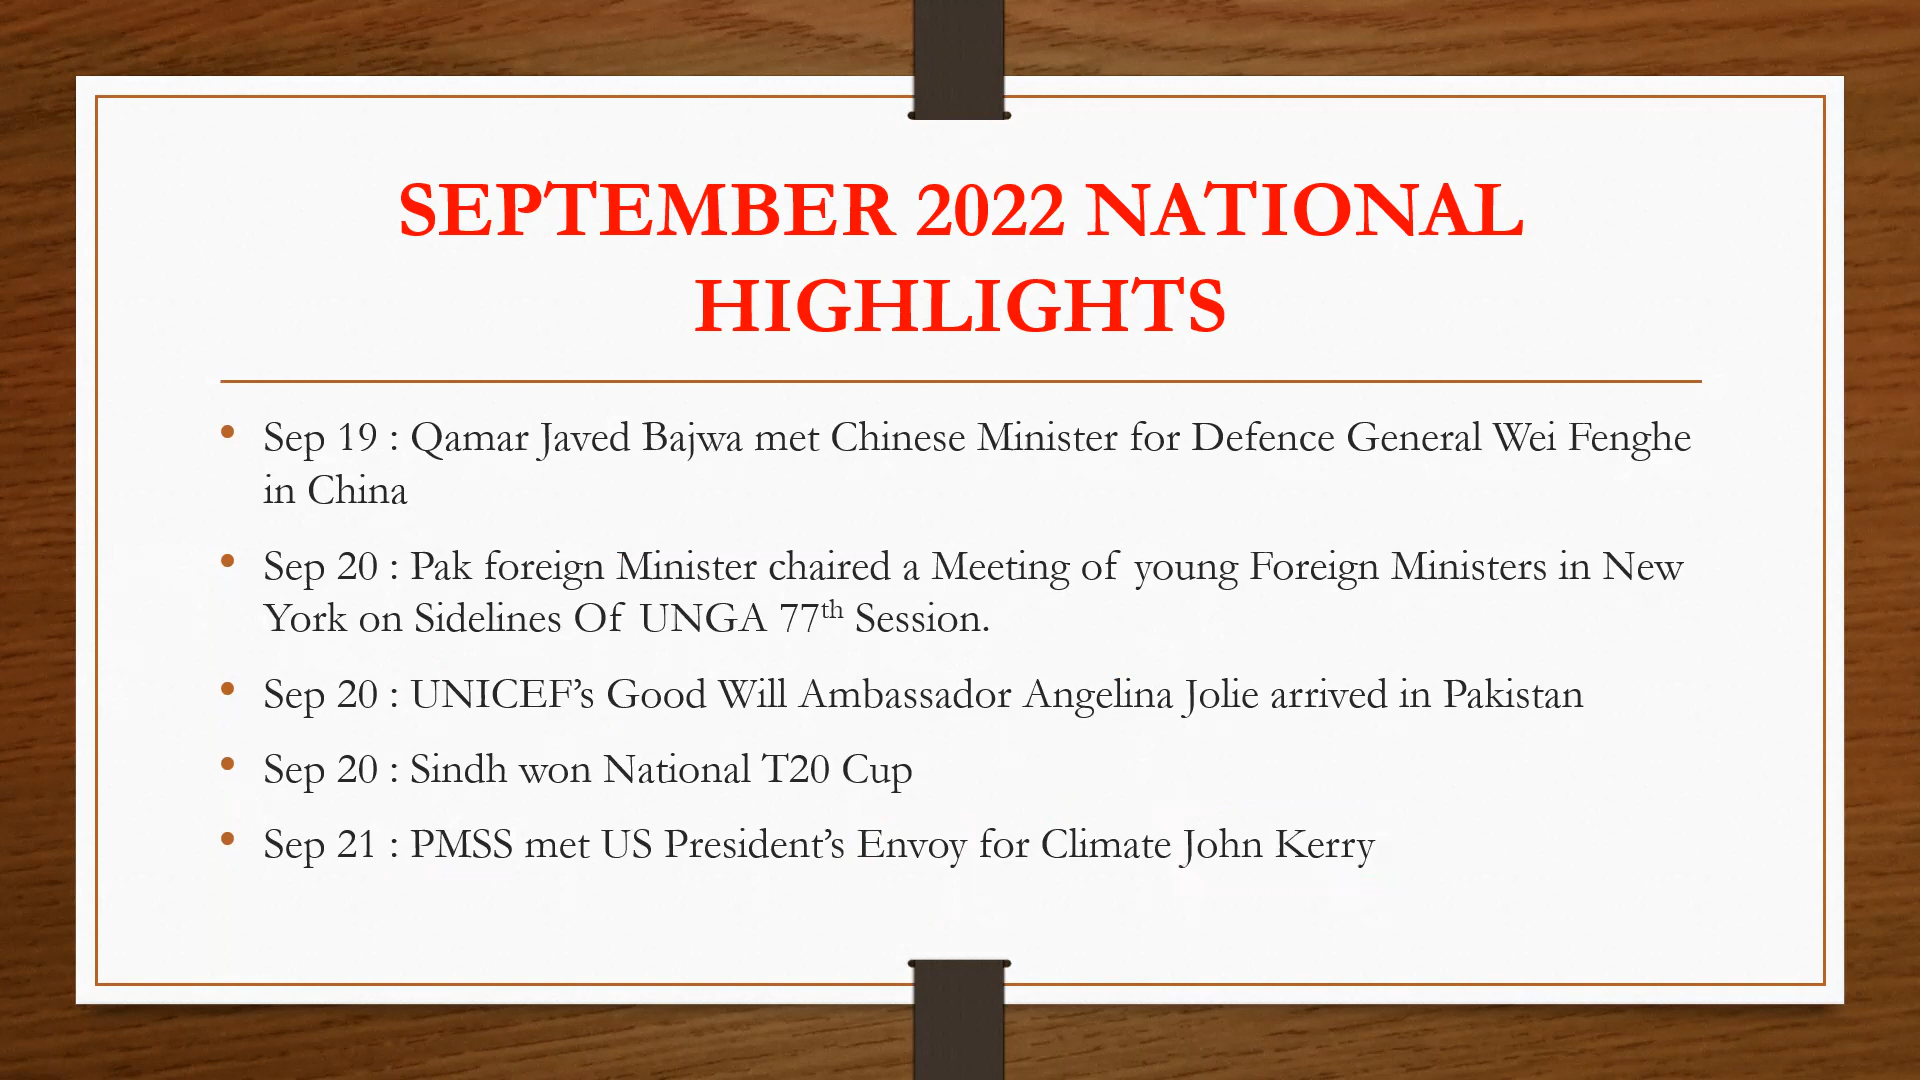 SEPTEMBER 2022 NATIONAL
HIGHLIGHTS
• Sep 19 : Qamar Javed Bajwa met Chinese Minister for Defence General Wei Fenghe
in China
• Sep 20 : Pak foreign Minister chaired a Meeting of young Foreign Ministers in New
York on Sidelines Of UNGA 77th Session.
• Sep 20 : UNICEF’s Good Will Ambassador Angelina Jolie arrived in Pakistan
• Sep 20 : Sindh won National T20 Cup
• Sep 21 : PMSS met US President’s Envoy for Climate John Kerry